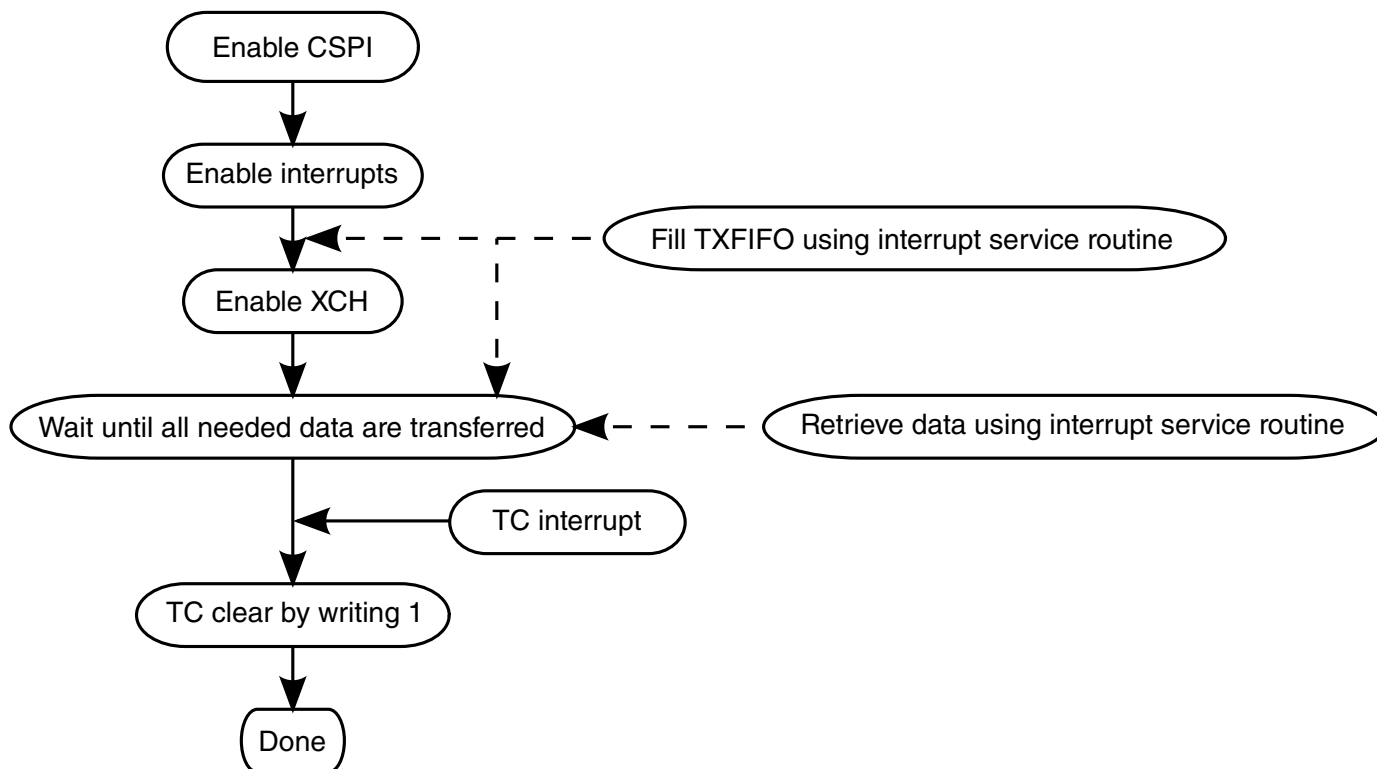 Enable CSPI
Enable interrupts
Fill TXFIFO using interrupt service routine
Enable XCH
Wait until all needed data are transferred
Retrieve data using interrupt service routine
TC interrupt
TC clear by writing 1
Done